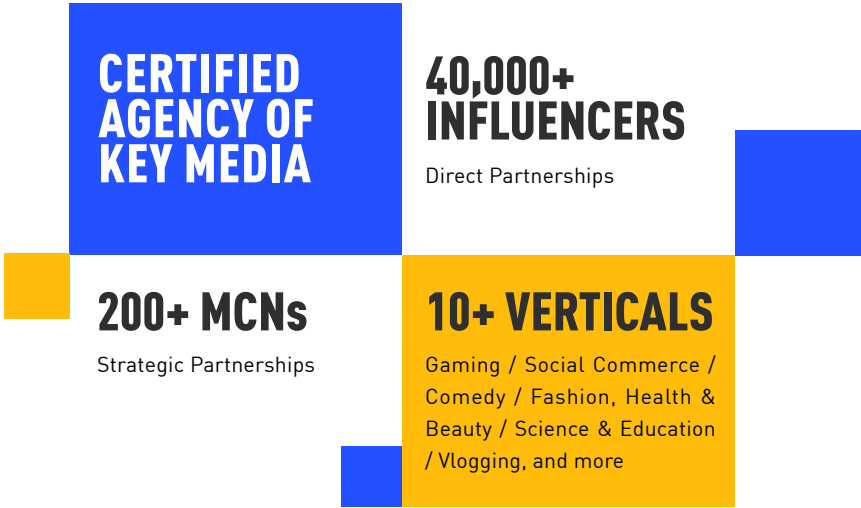 CERTIFIED
AGENCY OF
KEY MEDIA
40,000+
INFLUENCERS
Direct Partnerships
200+ MCNs
Strategic Partnerships
10+ VERTICALS
Gaming / Social Commerce /
Comedy / Fashion, Health &
Beauty / Science & Education
/ Vlogging, and more